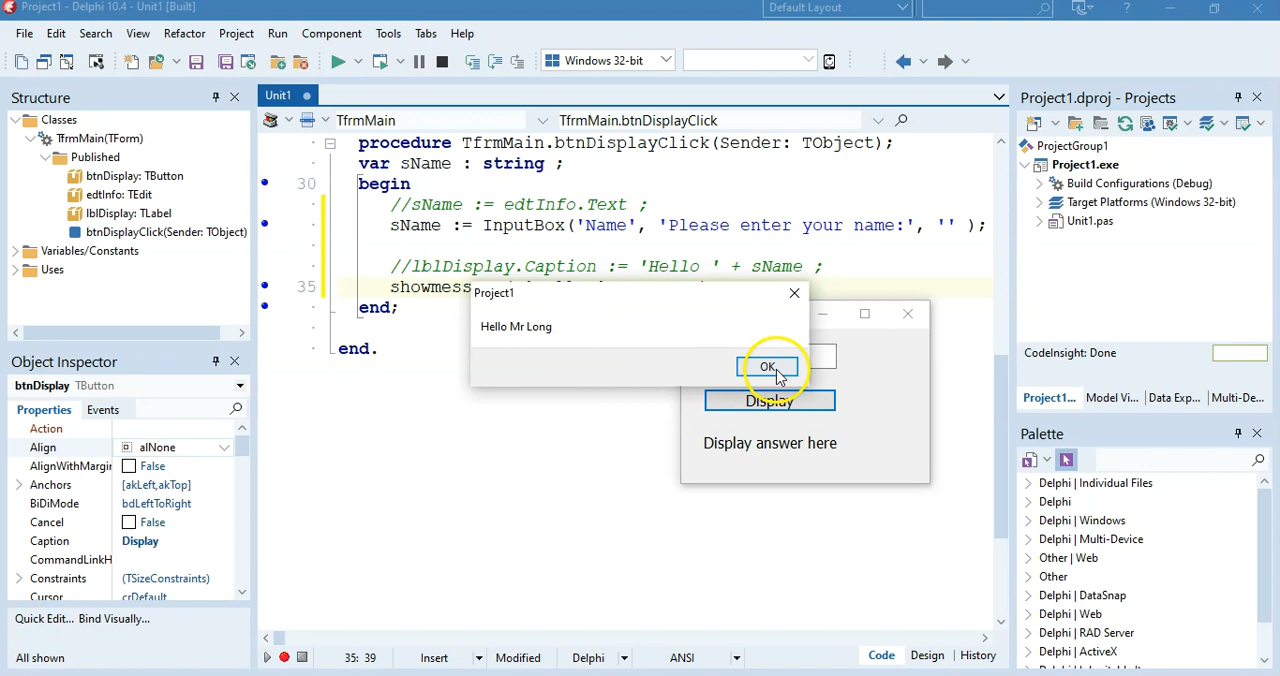 Project1 - Delphi 10.4 - Unit1 [Built]
Default Layout
File Edit Search View Refactor Project Run Component Tools Tabs Help
Windows 32-bit
Structure
Classes
TfrmMain(TForm)
Published
btnDisplay: TButton
edtInfo: TEdit
lblDisplay: TLabel
btnDisplayClick(Sender: TObject)
Variables/Constants
Uses
Object Inspector
btnDisplay TButton
Properties Events
Action
Align alNone
AlignWithMargin False
Anchors [akLeft,akTop]
BiDiMode bdLeftToRight
Cancel False
Caption Display
CommandLinkH
Constraints (TSizeConstraints)
Cursor crDefault
Quick Edit... Bind Visually...
All shown
Unit1
TfrmMain TfrmMain.btnDisplayClick
procedure TfrmMain.btnDisplayClick(Sender: TObject);
var sName : string ;
30 begin
//sName := edtInfo.Text ;
sName := InputBox('Name', 'Please enter your name:', '' );
//lblDisplay.Caption := 'Hello ' + sName ;
35 showmess
end;
end.
Project1
Hello Mr Long
OK
Display
Display answer here
35: 39 Insert Modified Delphi ANSI Code Design History
Project1.dproj - Projects
ProjectGroup1
Project1.exe
Build Configurations (Debug)
Target Platforms (Windows 32-bit)
Unit1.pas
CodeInsight: Done
Project1... Model Vi... Data Exp... Multi-De...
Palette
Delphi | Individual Files
Delphi
Delphi | Windows
Delphi | Multi-Device
Other | Web
Other
Delphi | DataSnap
Delphi | Web
Delphi | RAD Server
Delphi | ActiveX